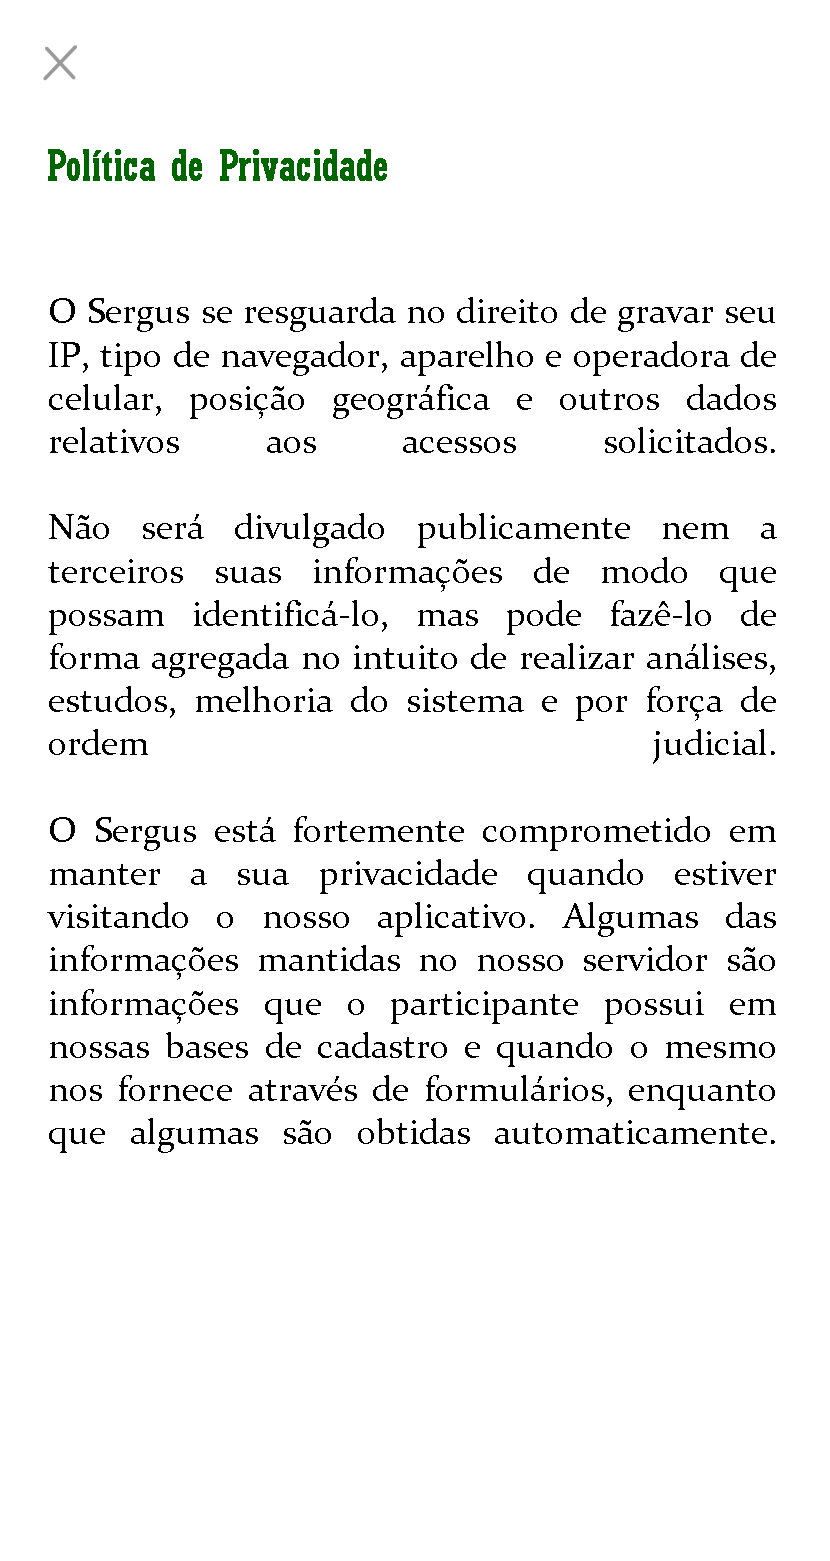 Política de Privacidade
O Sergus se resguarda no direito de gravar seu
IP, tipo de navegador, aparelho e operadora de
celular, posição geográfica e outros dados
relativos aos acessos solicitados.
Não será divulgado publicamente nem a
terceiros suas informações de modo que
possam identificá-lo, mas pode fazê-lo de
forma agregada no intuito de realizar análises,
estudos, melhoria do sistema e por força de
ordem judicial.
O Sergus está fortemente comprometido em
manter a sua privacidade quando estiver
visitando o nosso aplicativo. Algumas das
informações mantidas no nosso servidor são
informações que o participante possui em
nossas bases de cadastro e quando o mesmo
nos fornece através de formulários, enquanto
que algumas são obtidas automaticamente.